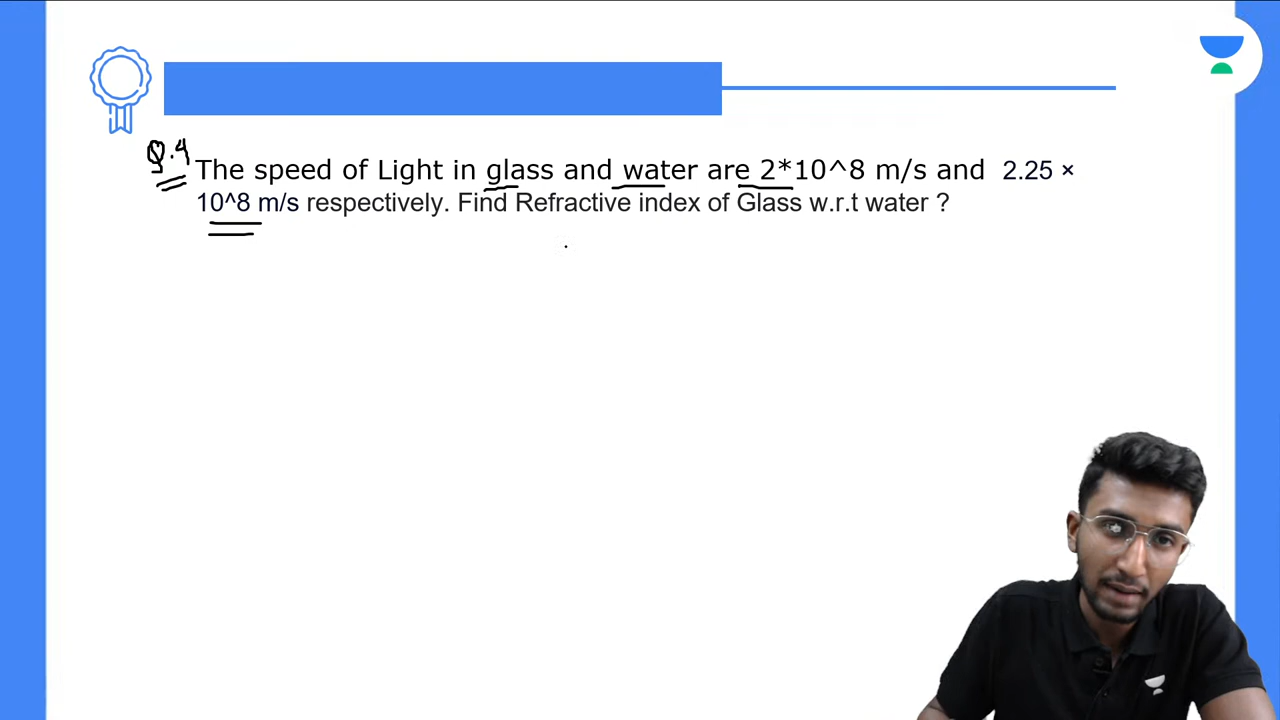 Q.4
The speed of Light in glass and water are 2*10^8 m/s and 2.25 ×
10^8 m/s respectively. Find Refractive index of Glass w.r.t water ?